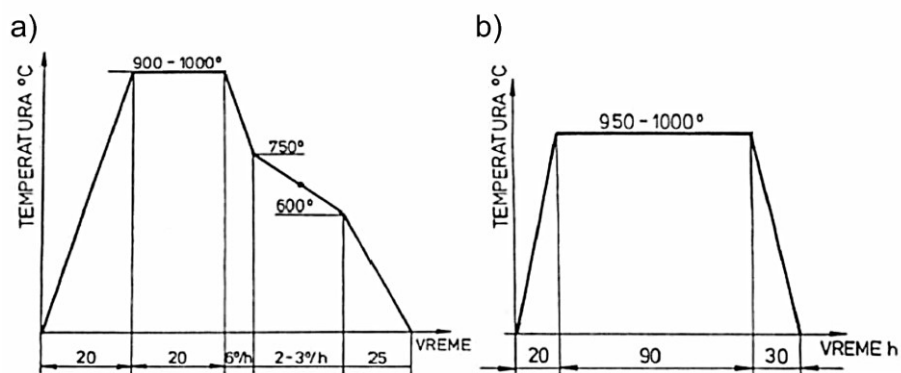 a)
TEMPERATURA °C
900-1000°
750°
600°
VREME
20
20
6°/h
2-3°/h
25
b)
TEMPERATURA °C
950-1000°
VREME h
20
90
30